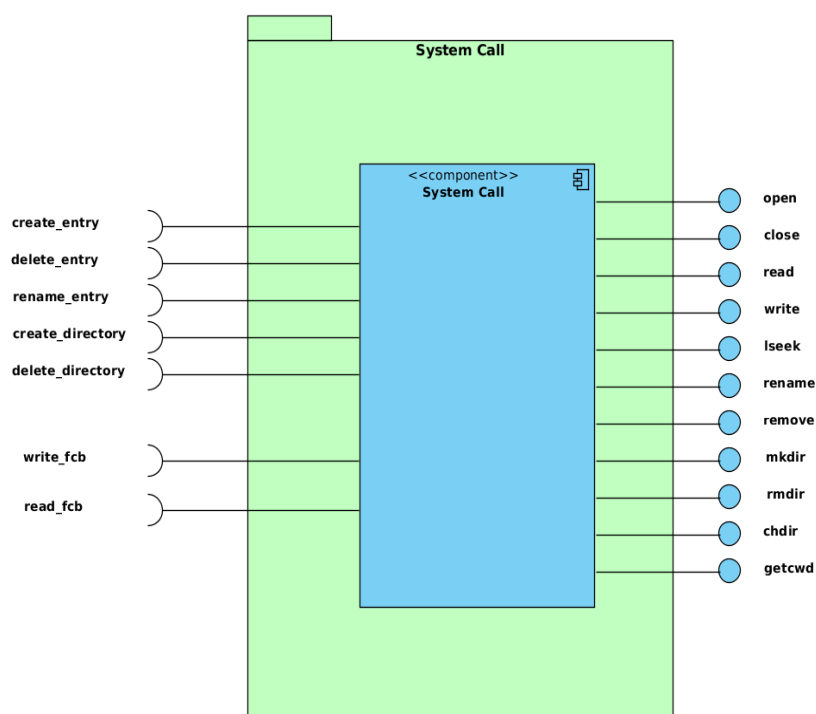 System Call
<<component>>
System Call
create_entry
delete_entry
rename_entry
create_directory
delete_directory
write_fcb
read_fcb
open
close
read
write
lseek
rename
remove
mkdir
rmdir
chdir
getcwd